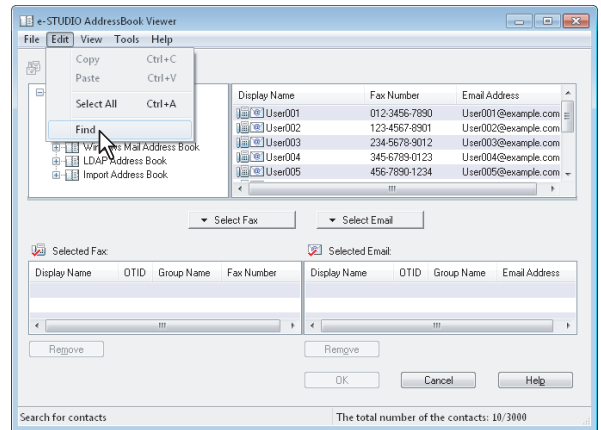 e-STUDIO AddressBook Viewer
File Edit View Tools Help
Copy Ctrl+C
Paste Ctrl+V
Select All Ctrl+A
Find
Mail Address Book
LDAP Address Book
Import Address Book
Display Name Fax Number Email Address
User001 012-3456-7890 User001@example.com
User002 123-4567-8901 User002@example.com
User003 234-5678-9012 User003@example.com
User004 345-6789-0123 User004@example.com
User005 456-7890-1234 User005@example.com
Select Fax Select Email
Selected Fax: Selected Email:
Display Name OTID Group Name Fax Number Display Name OTID Group Name Email Address
Remove Remove
OK Cancel Help
Search for contacts The total number of the contacts: 10/3000